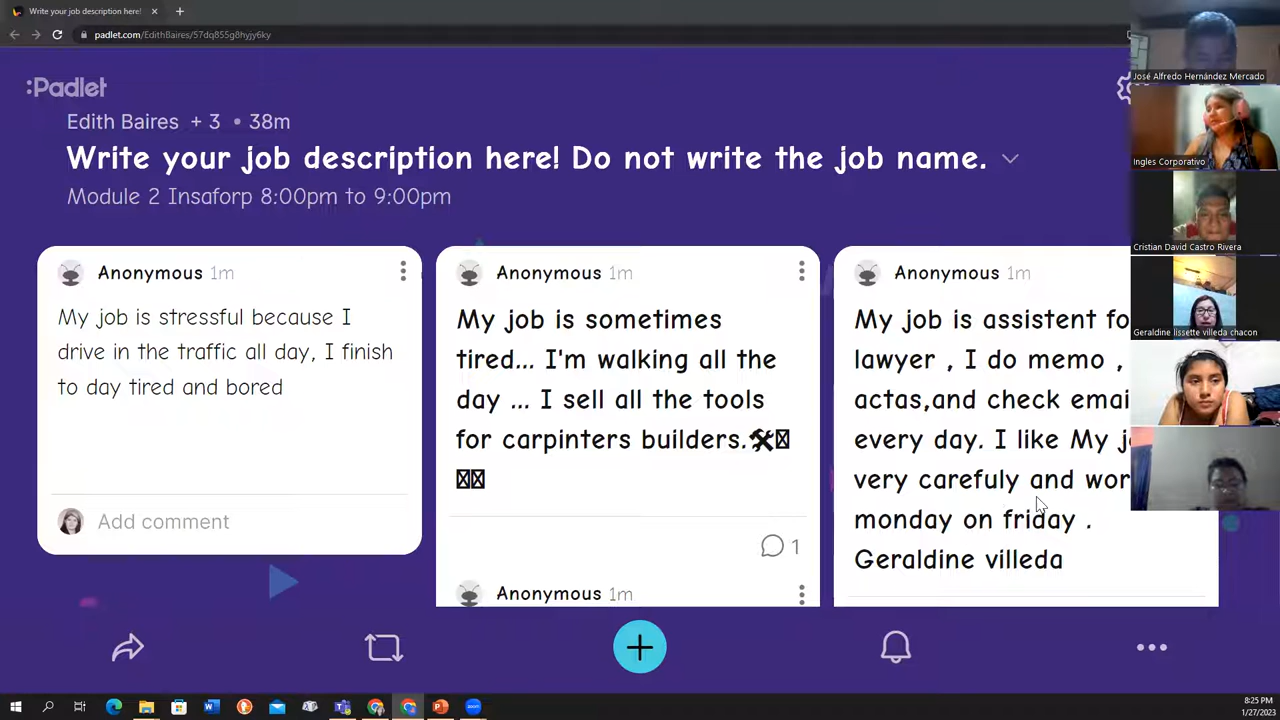 Write your job description here!
padlet.com/EdithBaires/57dq855g8hyjy6ky
:Padlet
Edith Baires + 3 • 38m
Write your job description here! Do not write the job name.
Module 2 Insaforp 8:00pm to 9:00pm
Anonymous 1m
My job is stressful because I
drive in the traffic all day, I finish
to day tired and bored
Add comment
Anonymous 1m
My job is sometimes
tired... I'm walking all the
day ... I sell all the tools
for carpinters builders.
1
Anonymous 1m
Anonymous 1m
My job is assistent
lawyer , I do memo ,
actas,and check
every day. I like My
very carefuly and
monday on friday .
Geraldine villeda
José Alfredo Hernández Mercado
Ingles Corporativo
Cristian David Castro Rivera
Geraldine lissette villeda chacon
8:25 PM
1/27/2023